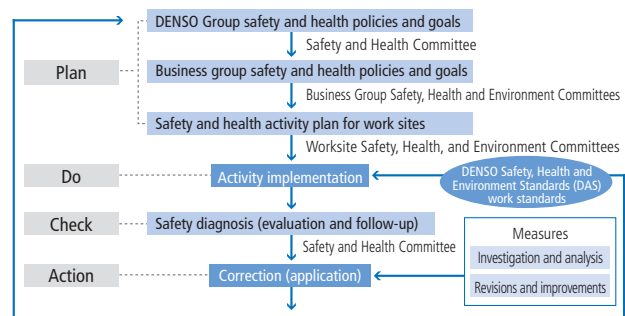 DENSO Group safety and health policies and goals
Safety and Health Committee
Plan
Business group safety and health policies and goals
Business Group Safety, Health and Environment Committees
Safety and health activity plan for work sites
Worksite Safety, Health, and Environment Committees
Do
Activity implementation
DENSO Safety, Health and
Environment Standards (DAS)
work standards
Check
Safety diagnosis (evaluation and follow-up)
Safety and Health Committee
Measures
Investigation and analysis
Revisions and improvements
Action
Correction (application)